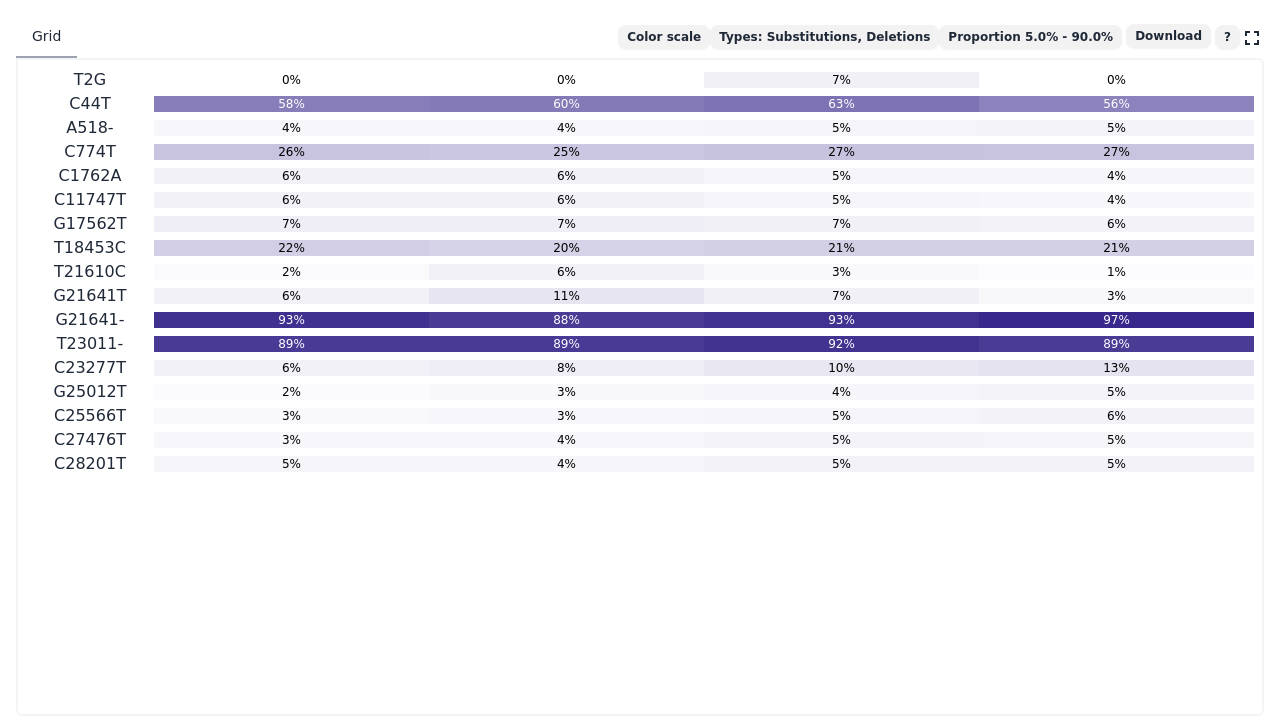 Grid Color scale Types: Substitutions, Deletions Proportion 5.0% - 90.0% Download ?
T2G 0% 0% 7% 0%
C44T 58% 60% 63% 56%
A518- 4% 4% 5% 5%
C774T 26% 25% 27% 27%
C1762A 6% 6% 5% 4%
C11747T 6% 6% 5% 4%
G17562T 7% 7% 7% 6%
T18453C 22% 20% 21% 21%
T21610C 2% 6% 3% 1%
G21641T 6% 11% 7% 3%
G21641- 93% 88% 93% 97%
T23011- 89% 89% 92% 89%
C23277T 6% 8% 10% 13%
G25012T 2% 3% 4% 5%
C25566T 3% 3% 5% 6%
C27476T 3% 4% 5% 5%
C28201T 5% 4% 5% 5%